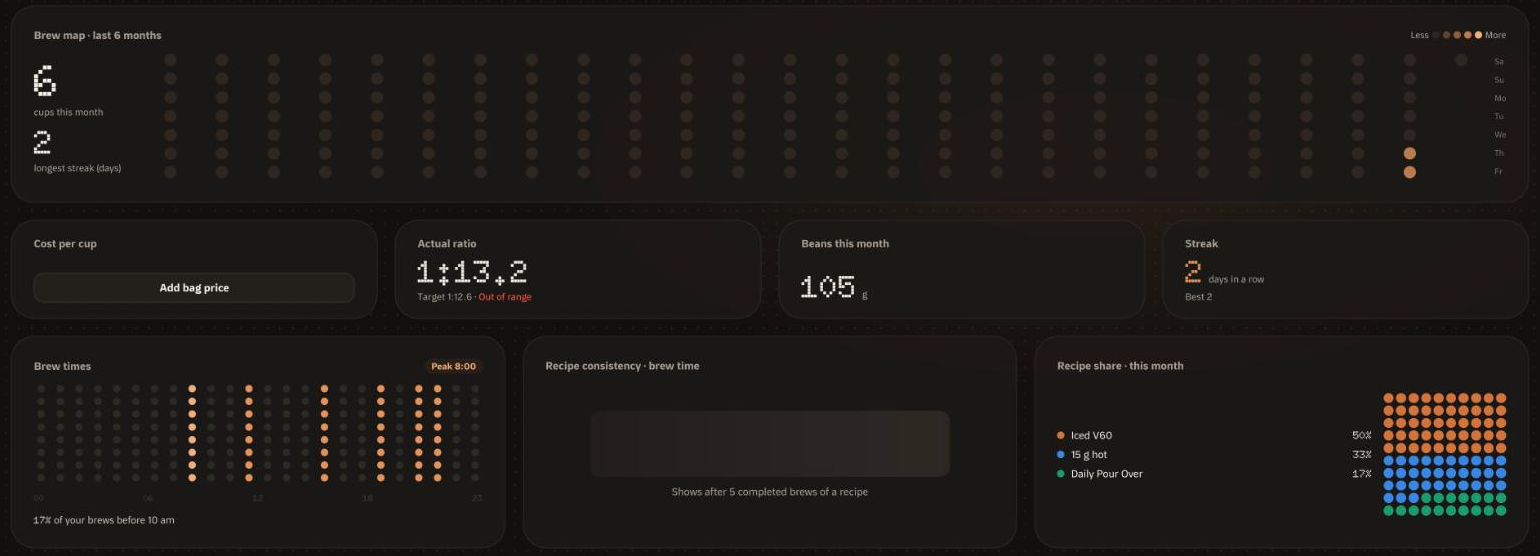 Brew map · last 6 months
Less More
6
cups this month
2
longest streak (days)
Sa
Su
Mo
Tu
We
Th
Fr
Cost per cup
Add bag price
Actual ratio
1:13.2
Target 1:12.6 · Out of range
Beans this month
105 g
Streak
2 days in a row
Best 2
Brew times
Peak 8:00
00 06 12 18 23
17% of your brews before 10 am
Recipe consistency · brew time
Shows after 5 completed brews of a recipe
Recipe share · this month
Iced V60 50%
15 g hot 33%
Daily Pour Over 17%